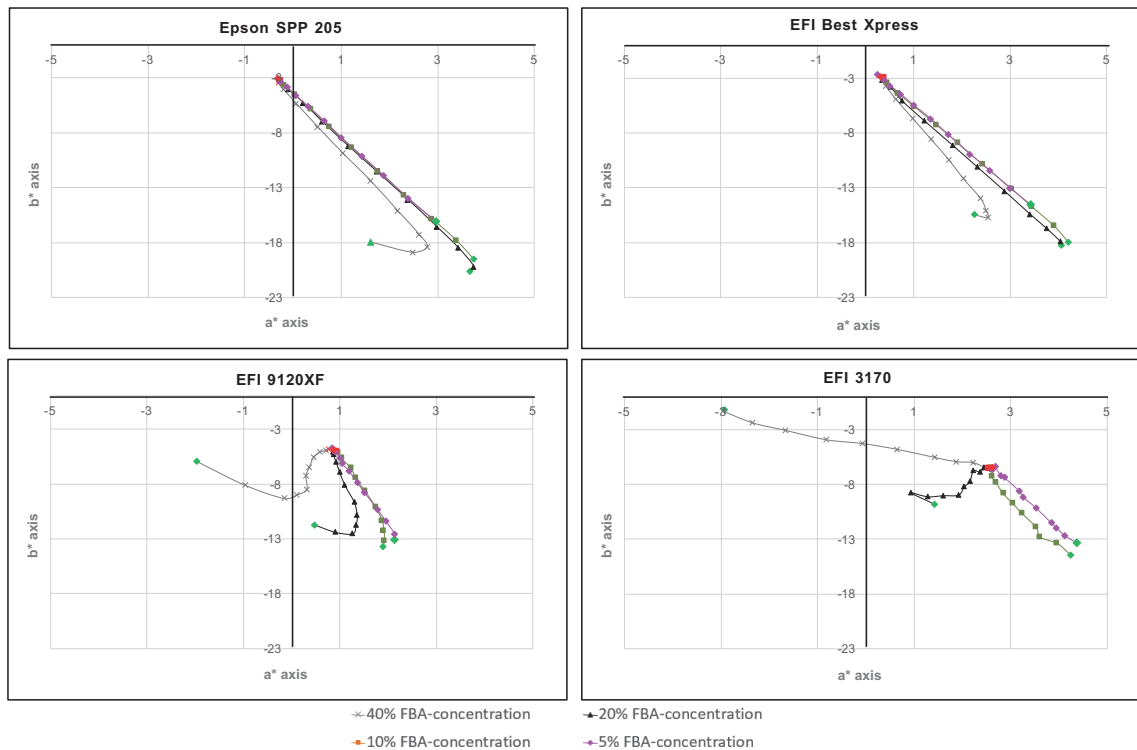 Epson SPP 205
-5 -3 -1 1 3 5
-3
-8
-13
-18
-23
b* axis
a* axis
EFI Best Xpress
-5 -3 -1 1 3 5
-3
-8
-13
-18
-23
b* axis
a* axis
EFI 9120XF
-5 -3 -1 1 3 5
-3
-8
-13
-18
-23
b* axis
a* axis
EFI 3170
-5 -3 -1 1 3 5
-3
-8
-13
-18
-23
b* axis
a* axis
40% FBA-concentration 20% FBA-concentration
10% FBA-concentration 5% FBA-concentration